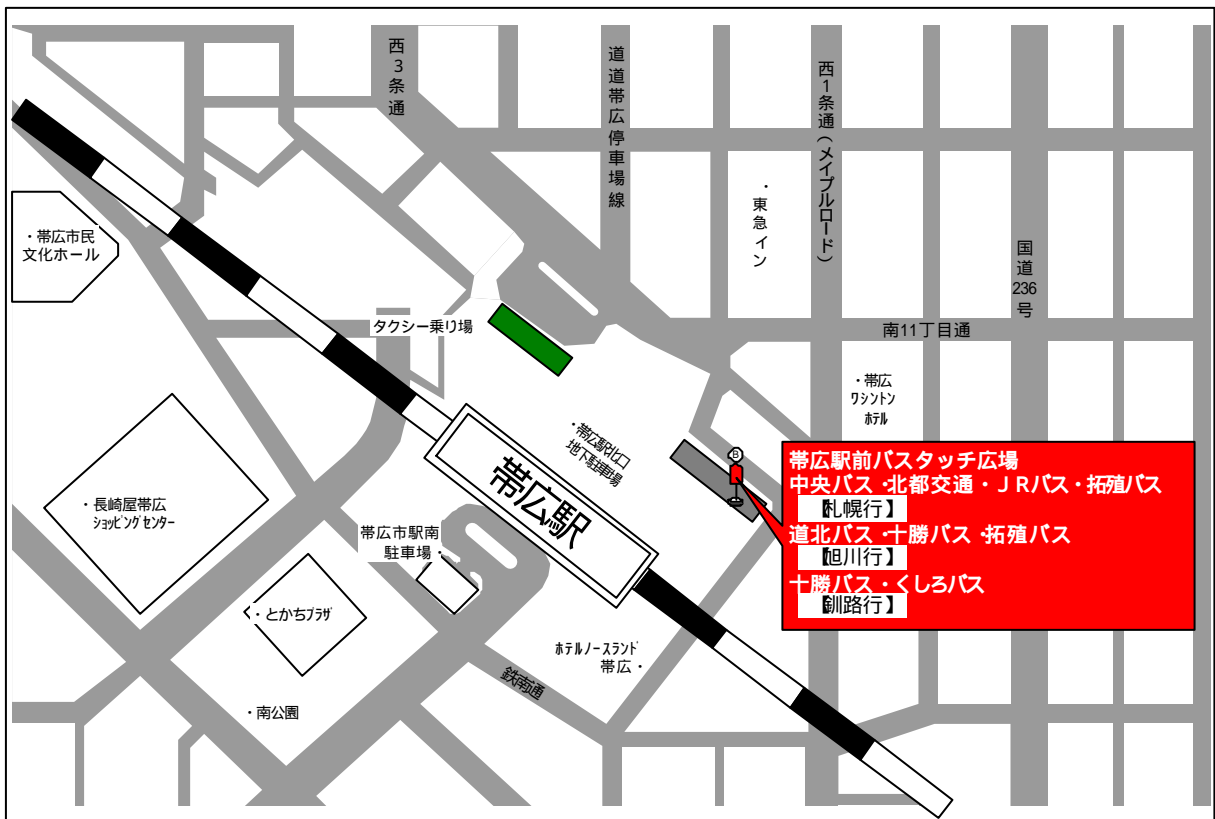 西3条通
道道帯広停車場線
西1条通(メイプルロード)
・東急イン
国道236号
・帯広市民
文化ホール
タクシー乗り場
南11丁目通
・帯広
ワシントン
ホテル
・帯広駅北口
地下駐車場
B
帯広駅前バスタッチ広場
中央バス・北都交通・JRバス・拓殖バス
【札幌行】
道北バス・十勝バス・拓殖バス
【旭川行】
十勝バス・くしろバス
【釧路行】
帯広駅
・長崎屋帯広
ショッピングセンター
帯広市駅南
駐車場・
・とかちプラザ
ホテルノースランド
帯広・
鉄南通
・南公園